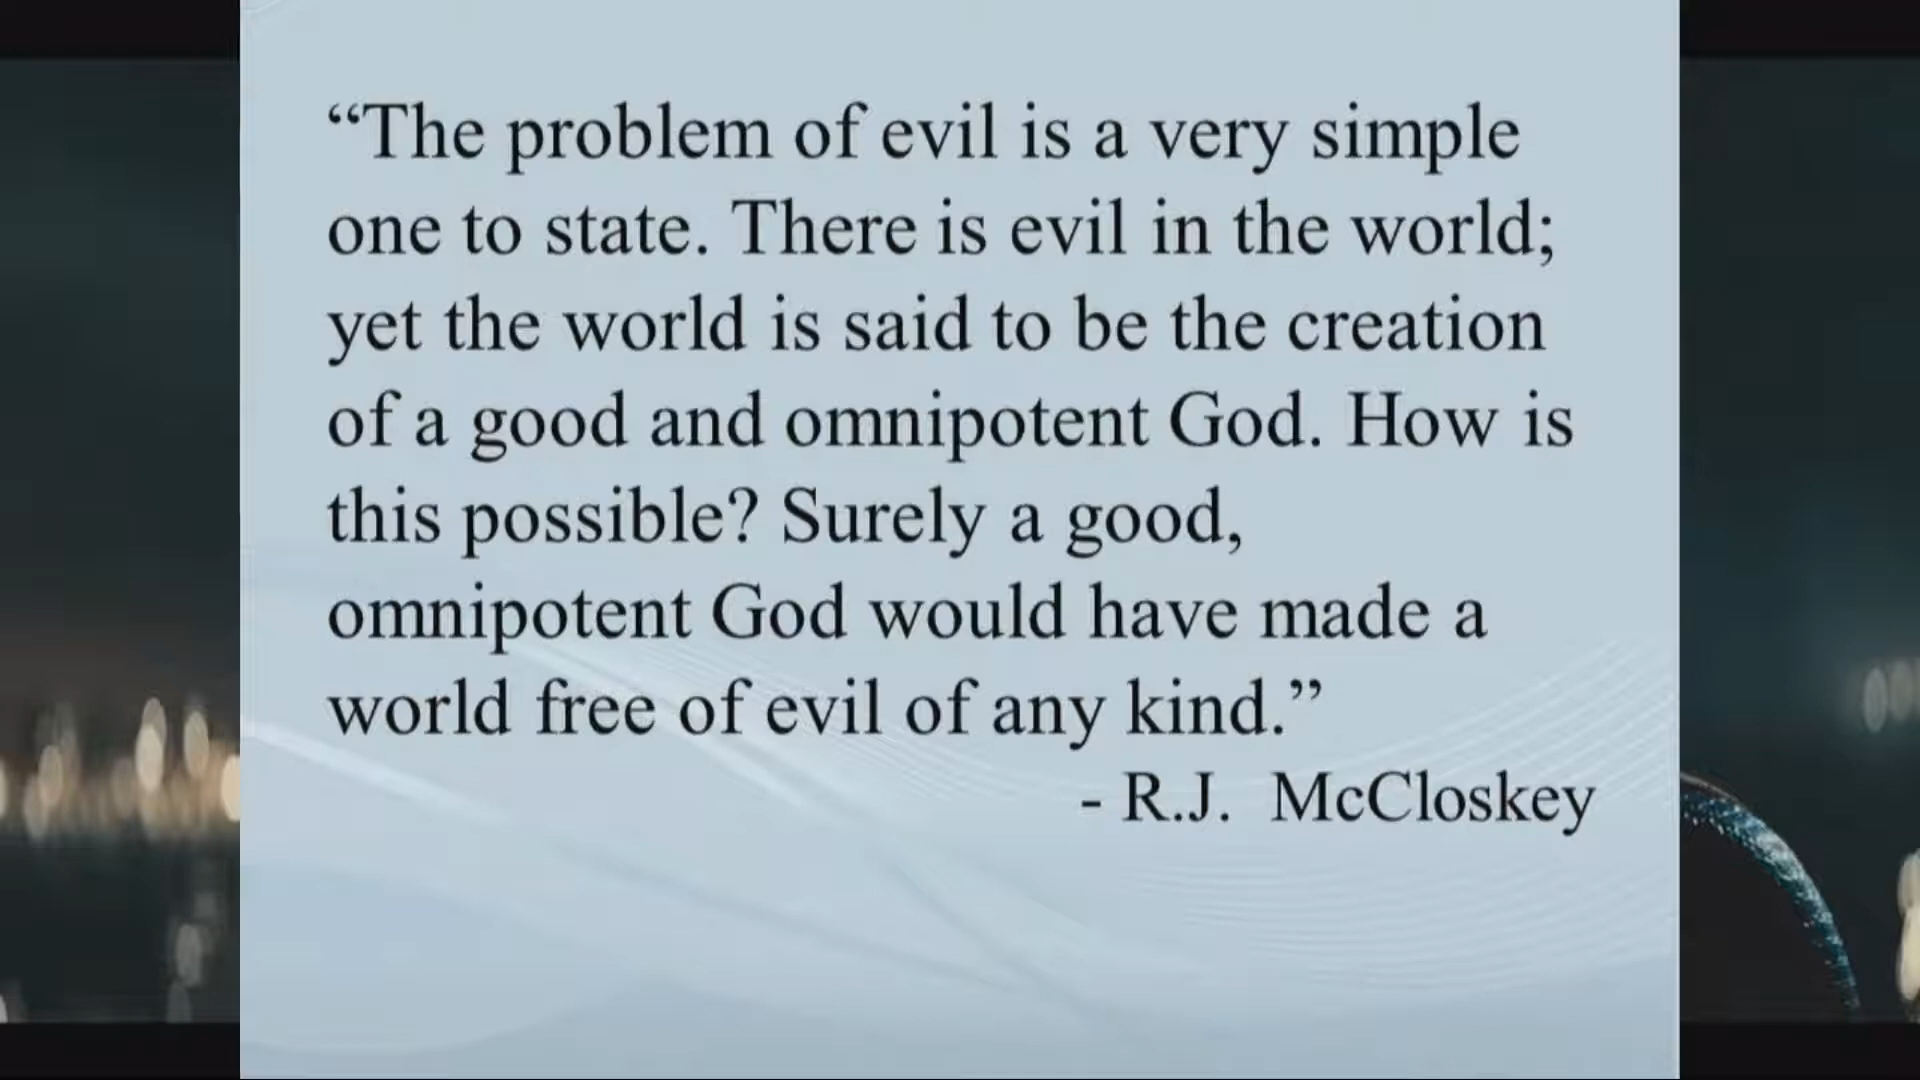 “The problem of evil is a very simple
one to state. There is evil in the world;
yet the world is said to be the creation
of a good and omnipotent God. How is
this possible? Surely a good,
omnipotent God would have made a
world free of evil of any kind.”
- R.J. McCloskey